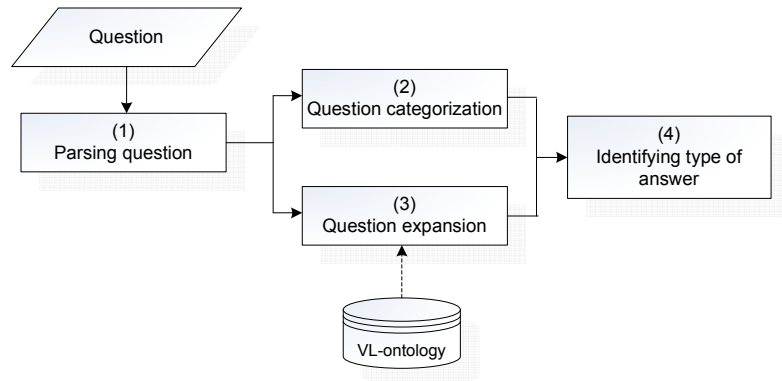 Question
(1)
Parsing question
(2)
Question categorization
(3)
Question expansion
(4)
Identifying type of
answer
VL-ontology